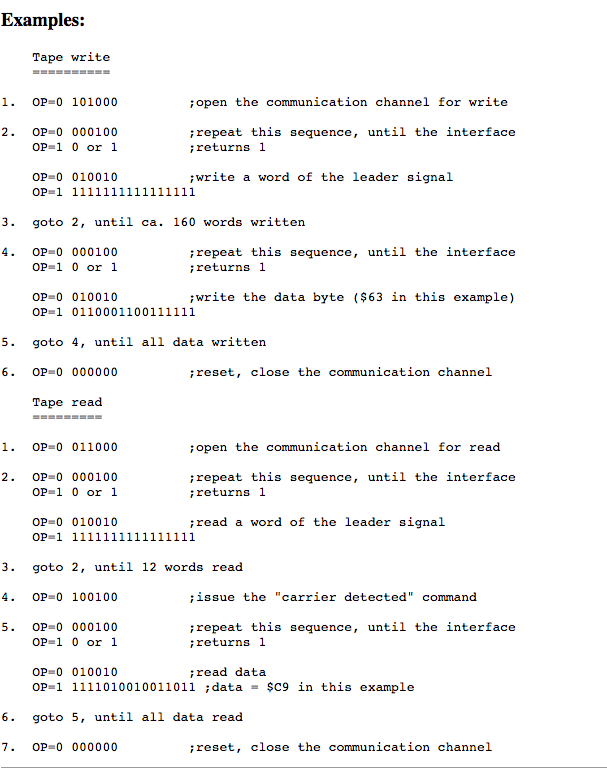 Examples:
Tape write
==========
1. OP=0 101000 ;open the communication channel for write
2. OP=0 000100 ;repeat this sequence, until the interface
OP=1 0 or 1 ;returns 1
OP=0 010010 ;write a word of the leader signal
OP=1 1111111111111111
3. goto 2, until ca. 160 words written
4. OP=0 000100 ;repeat this sequence, until the interface
OP=1 0 or 1 ;returns 1
OP=0 010010 ;write the data byte ($63 in this example)
OP=1 0110001100111111
5. goto 4, until all data written
6. OP=0 000000 ;reset, close the communication channel
Tape read
=========
1. OP=0 011000 ;open the communication channel for read
2. OP=0 000100 ;repeat this sequence, until the interface
OP=1 0 or 1 ;returns 1
OP=0 010010 ;read a word of the leader signal
OP=1 1111111111111111
3. goto 2, until 12 words read
4. OP=0 100100 ;issue the "carrier detected" command
5. OP=0 000100 ;repeat this sequence, until the interface
OP=1 0 or 1 ;returns 1
OP=0 010010 ;read data
OP=1 1111010010011011 ;data = $C9 in this example
6. goto 5, until all data read
7. OP=0 000000 ;reset, close the communication channel